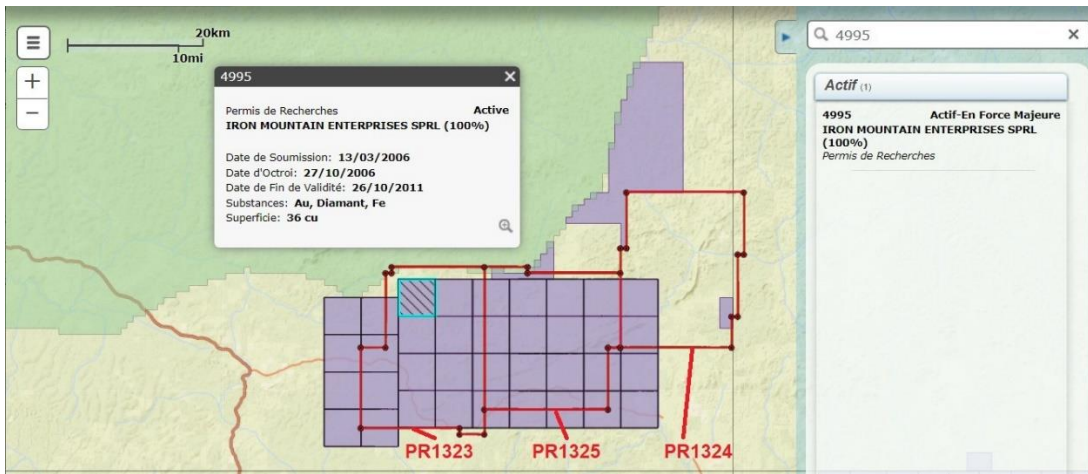 20km
10mi
4995
Permis de Recherches Active
IRON MOUNTAIN ENTERPRISES SPRL (100%)
Date de Soumission: 13/03/2006
Date d'Octroi: 27/10/2006
Date de Fin de Validité: 26/10/2011
Substances: Au, Diamant, Fe
Superficie: 36 cu
PR1323
PR1325
PR1324
4995
Actif (1)
4995 Actif-En Force Majeure
IRON MOUNTAIN ENTERPRISES SPRL
(100%)
Permis de Recherches